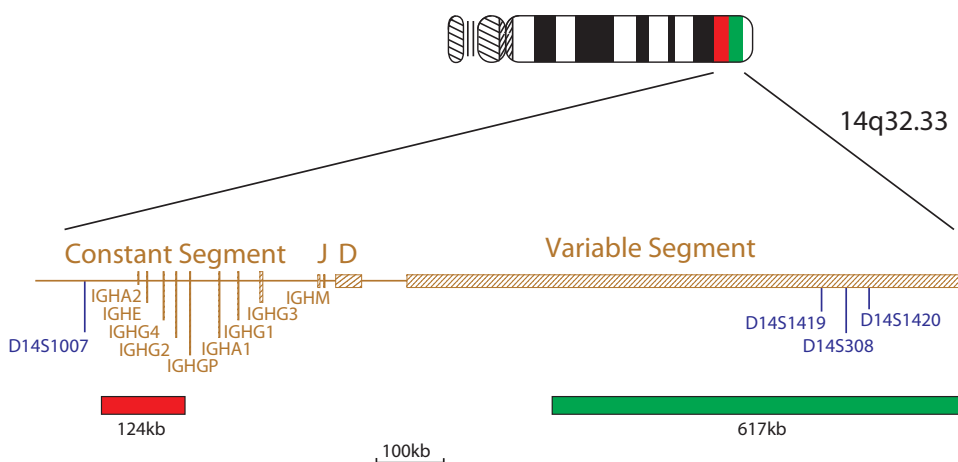 14q32.33
Constant Segment J D Variable Segment
IGHA2
IGHE
IGHG4
IGHG2
IGHGP
IGHA1
IGHG1
IGHG3
IGHM
D14S1007
D14S1419
D14S308
D14S1420
124kb
617kb
100kb